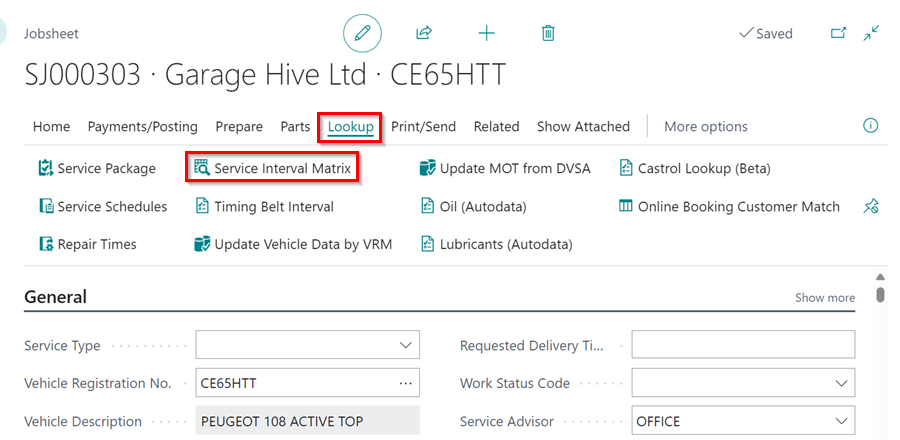 Jobsheet
Saved
SJ000303 · Garage Hive Ltd · CE65HTT
Home Payments/Posting Prepare Parts Lookup Print/Send Related Show Attached More options
Service Package Service Interval Matrix Update MOT from DVSA Castrol Lookup (Beta)
Service Schedules Timing Belt Interval Oil (Autodata) Online Booking Customer Match
Repair Times Update Vehicle Data by VRM Lubricants (Autodata)
General Show more
Service Type Requested Delivery Ti...
Vehicle Registration No. CE65HTT Work Status Code
Vehicle Description PEUGEOT 108 ACTIVE TOP Service Advisor OFFICE